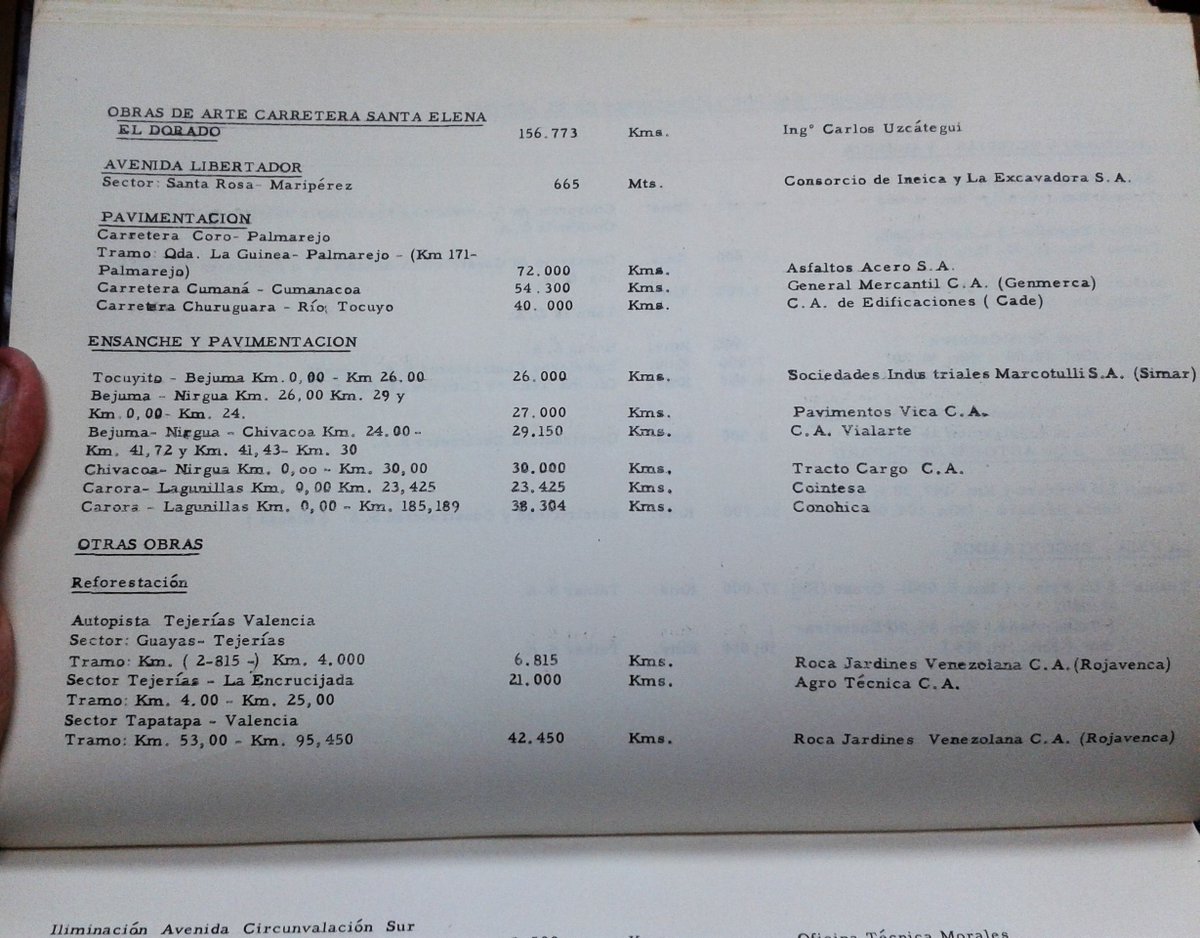 OBRAS DE ARTE CARRETERA SANTA ELENA
EL DORADO 156.773 Kms. Ing° Carlos Uzcátegui
AVENIDA LIBERTADOR
Sector: Santa Rosa- Maripérez 665 Mts. Consorcio de Ineica y La Excavadora S.A.
PAVIMENTACION
Carretera Coro- Palmarejo
Tramo: Qda. La Guinea- Palmarejo - (Km 171-
Palmarejo) 72.000 Kms. Asfaltos Acero S.A.
Carretera Cumaná - Cumanacoa 54.300 Kms. General Mercantil C.A. (Genmerca)
Carretera Churuguara - Río Tocuyo 40.000 Kms. C.A. de Edificaciones ( Cade)
ENSANCHE Y PAVIMENTACION
Tocuyito - Bejuma Km. 0,00 - Km 26.00 26.000 Kms. Sociedades Indus triales Marcotulli S.A. (Simar)
Bejuma - Nirgua Km. 26,00 Km. 29 y
Km. 0,00- Km. 24. 27.000 Kms. Pavimentos Vica C.A.
Bejuma- Nirgua - Chivacoa Km. 24.00- 29.150 Kms. C.A. Vialarte
Km. 41,72 y Km. 41,43- Km. 30
Chivacoa- Nirgua Km. 0,oo - Km. 30,00 30.000 Kms. Tracto Cargo C.A.
Carora- Lagunillas Km. 0,00 Km. 23,425 23.425 Kms. Cointesa
Carora - Lagunillas Km. 0,00 - Km. 185,189 38.304 Kms. Conohica
OTRAS OBRAS
Reforestación
Autopista Tejerías Valencia
Sector: Guayas- Tejerías
Tramo: Km. ( 2-815 -) Km. 4.000 6.815 Kms. Roca Jardines Venezolana C.A. (Rojavenca)
Sector Tejerías - La Encrucijada 21.000 Kms. Agro Técnica C.A.
Tramo: Km. 4.00 - Km. 25,00
Sector Tapatapa - Valencia
Tramo: Km. 53,00 - Km. 95,450 42.450 Kms. Roca Jardines Venezolana C.A. (Rojavenca)
Iliminación Avenida Circunvalación Sur
Oficina Técnica Morales